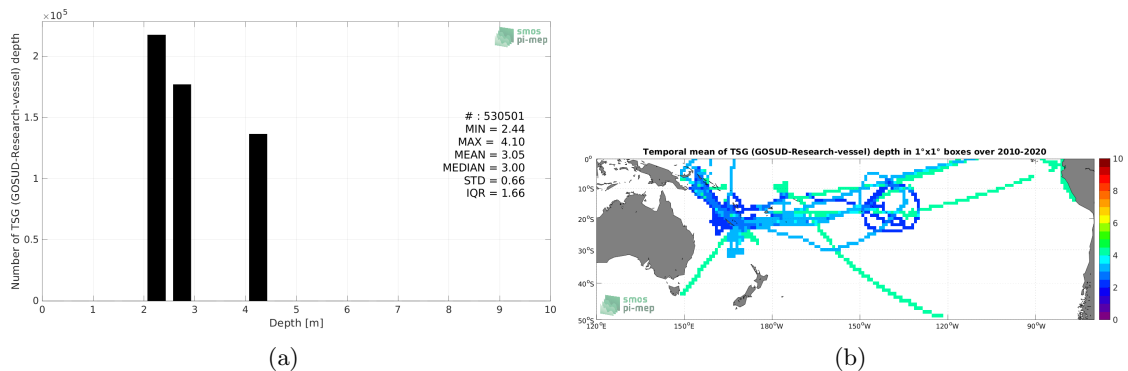 ×10⁵
smos
pi-mep
Number of TSG (GOSUD-Research-vessel) depth
2
1.5
1
0.5
0
# : 530501
MIN = 2.44
MAX = 4.10
MEAN = 3.05
MEDIAN = 3.00
STD = 0.66
IQR = 1.66
0 1 2 3 4 5 6 7 8 9 10
Depth [m]
(a)
Temporal mean of TSG (GOSUD-Research-vessel) depth in 1°x1° boxes over 2010-2020
0°
10°S
20°S
30°S
40°S
50°S
smos
pi-mep
120°E 150°E 180°W 150°W 120°W 90°W
10
8
6
4
2
0
(b)